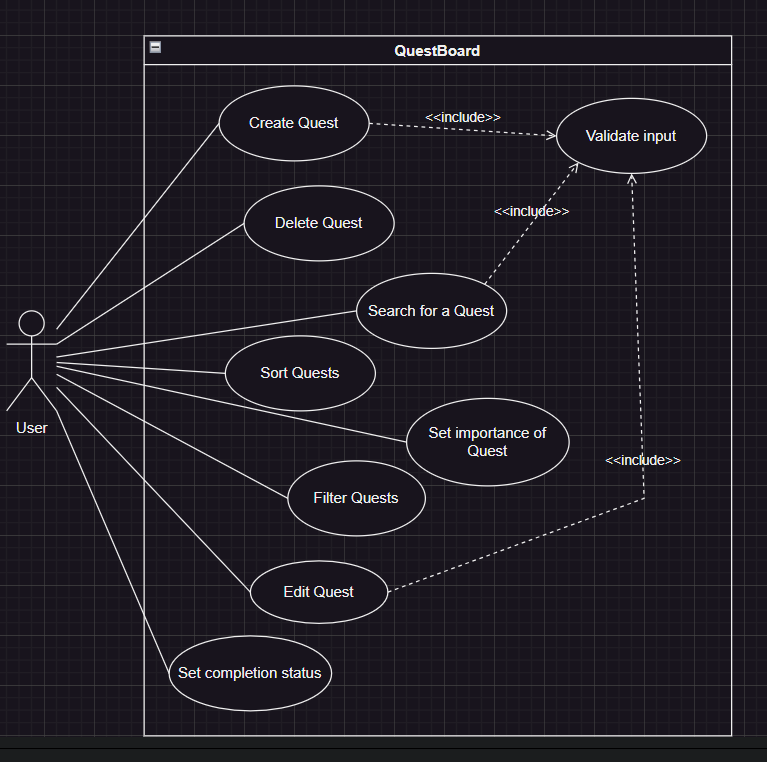 QuestBoard
Create Quest
<<include>>
Validate input
Delete Quest
<<include>>
Search for a Quest
Sort Quests
User
Set importance of
Quest
<<include>>
Filter Quests
Edit Quest
Set completion status